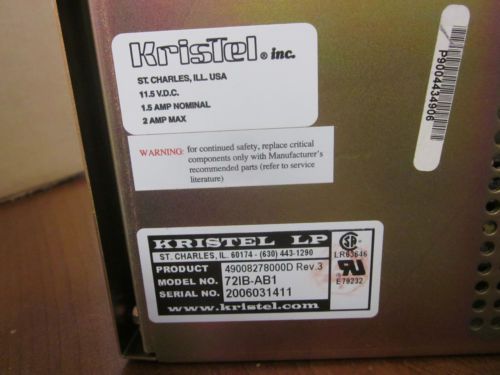 KrisTel® inc.
ST. CHARLES, ILL. USA
11.5 V.D.C.
1.5 AMP NOMINAL
2 AMP MAX
P9004434906
WARNING: for continued safety, replace critical
components only with Manufacturer's
recommended parts (refer to service
literature)
KRISTEL LP
ST. CHARLES, IL. 60174 - (630) 443-1290
PRODUCT 49008278000D Rev.3
MODEL NO. 72IB-AB1
SERIAL NO. 2006031411
www.kristel.com
LR63646
E79232